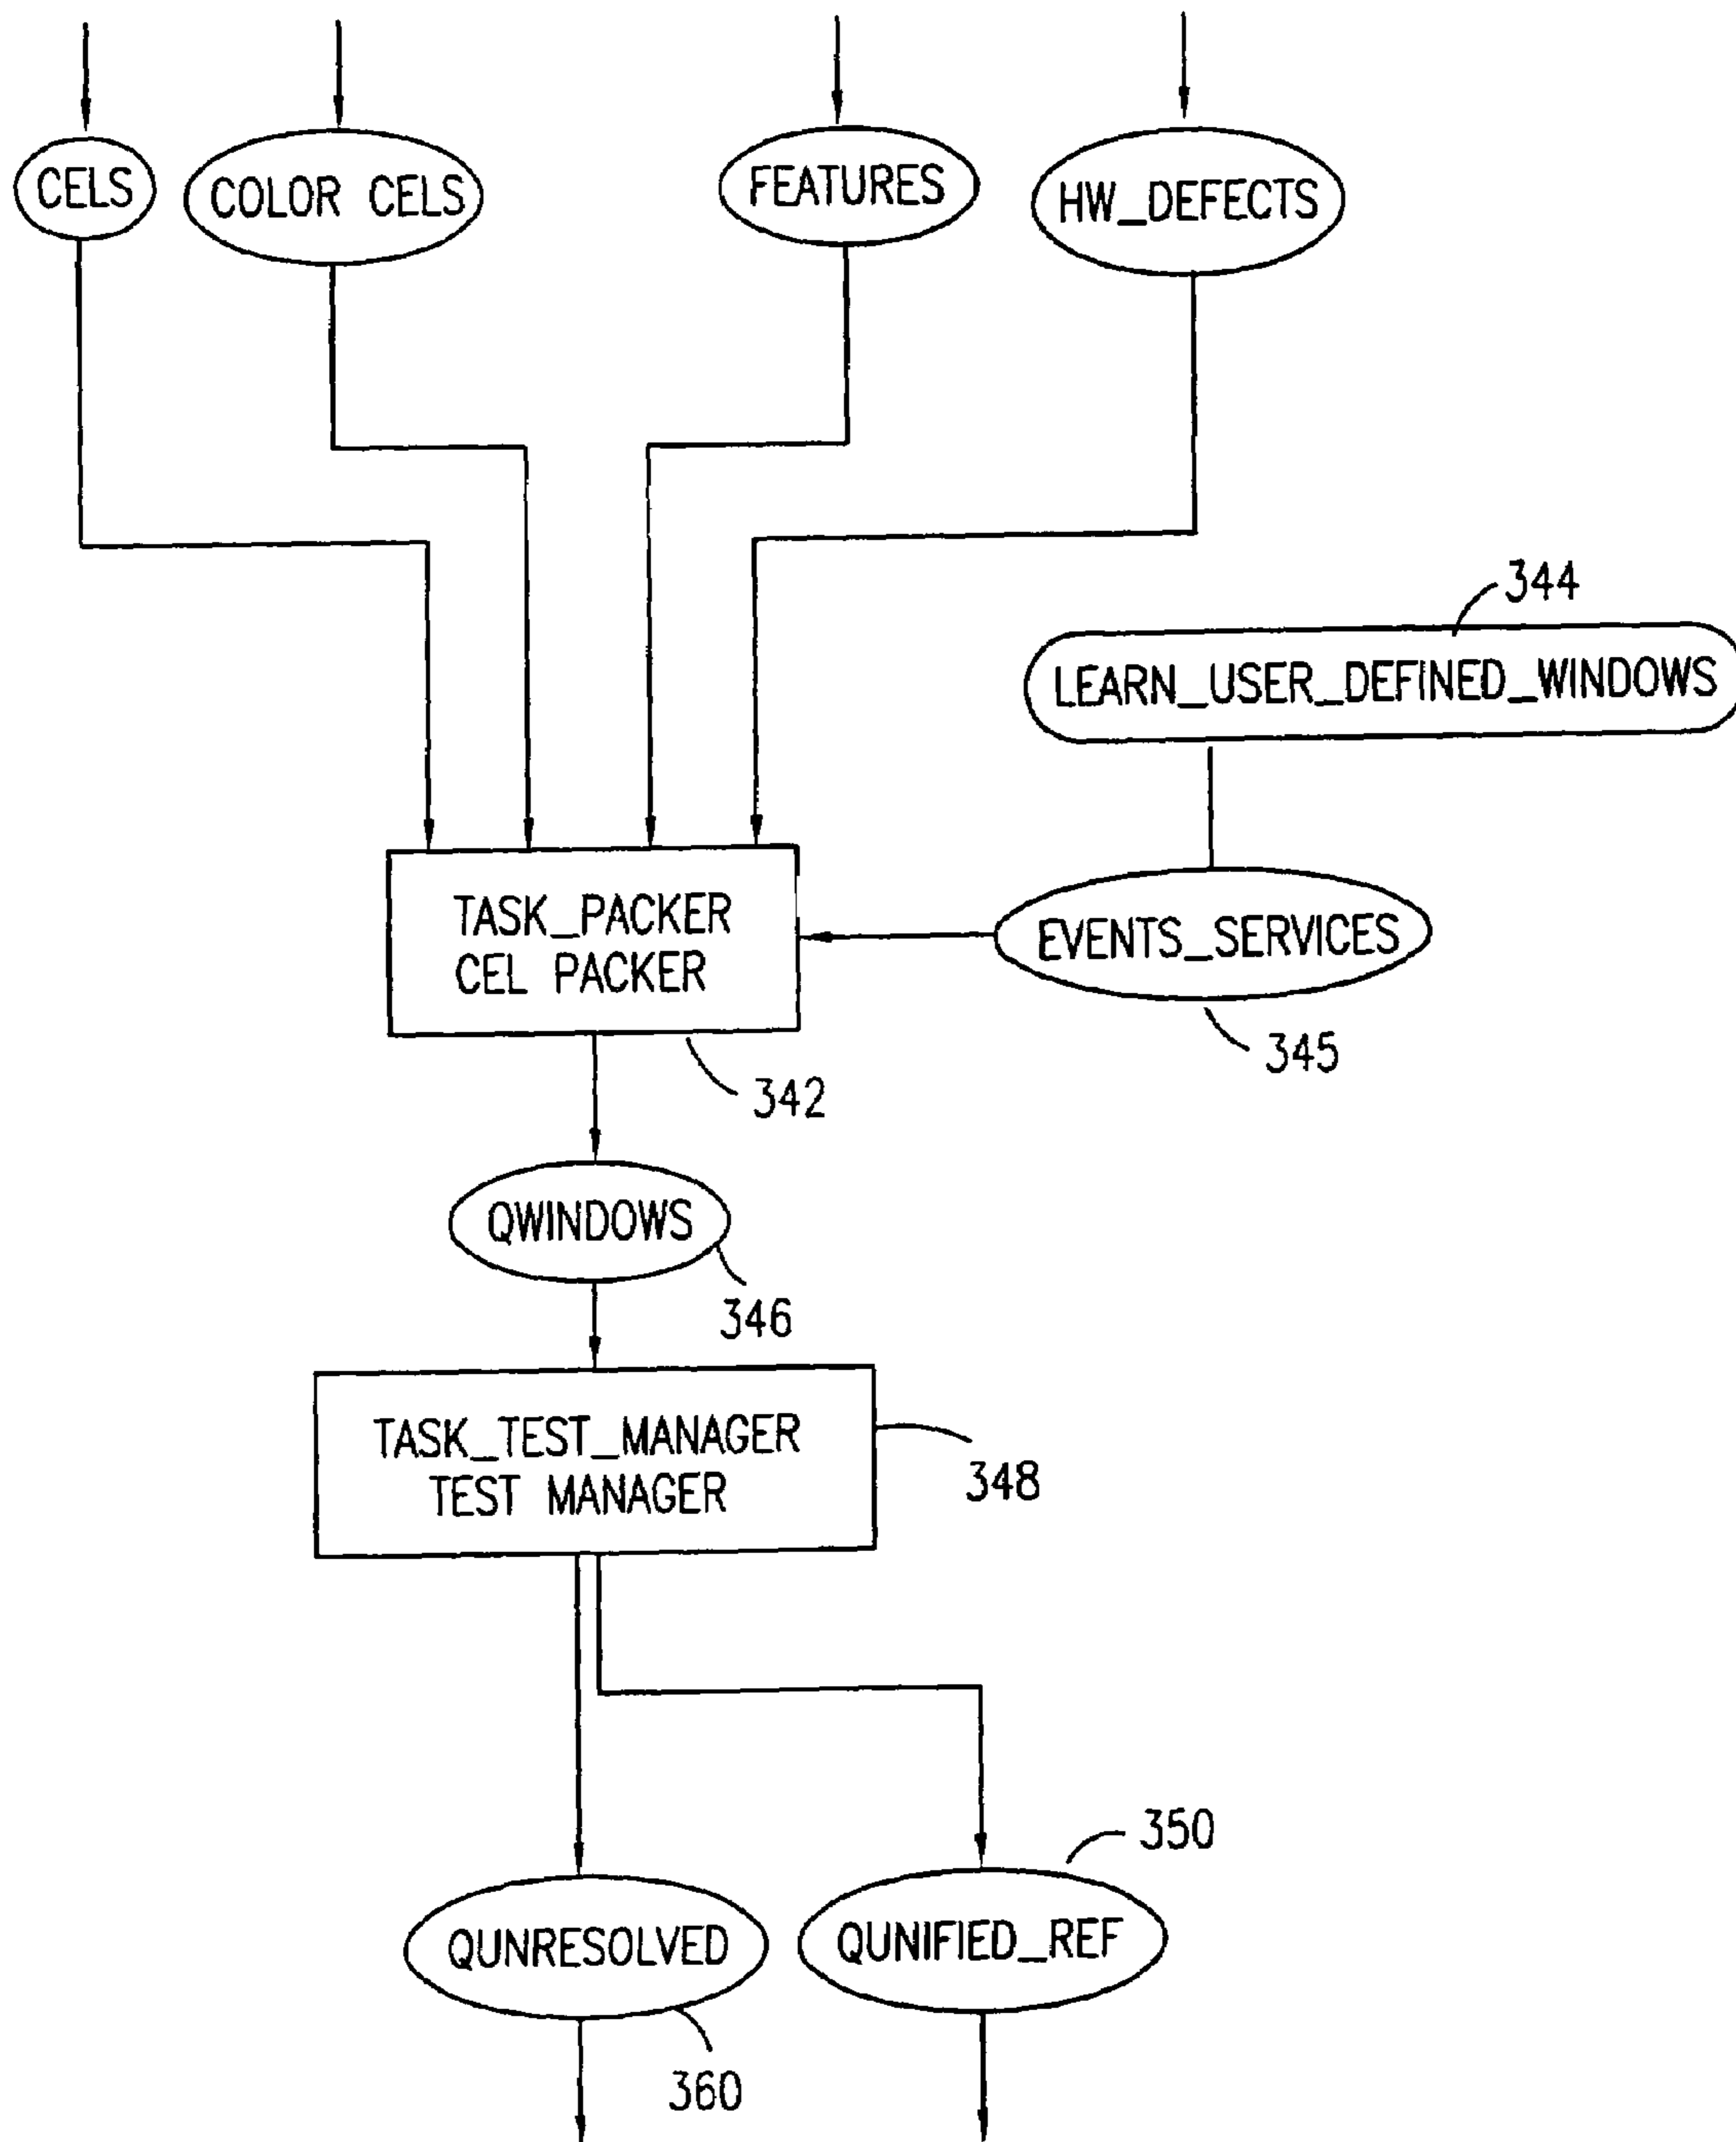 CELS
COLOR CELS
FEATURES
HW_DEFECTS
344
LEARN_USER_DEFINED_WINDOWS
TASK_PACKER
CEL PACKER
EVENTS_SERVICES
345
342
QWINDOWS
346
TASK_TEST_MANAGER
TEST MANAGER
348
350
QUNRESOLVED
QUNIFIED_REF
360